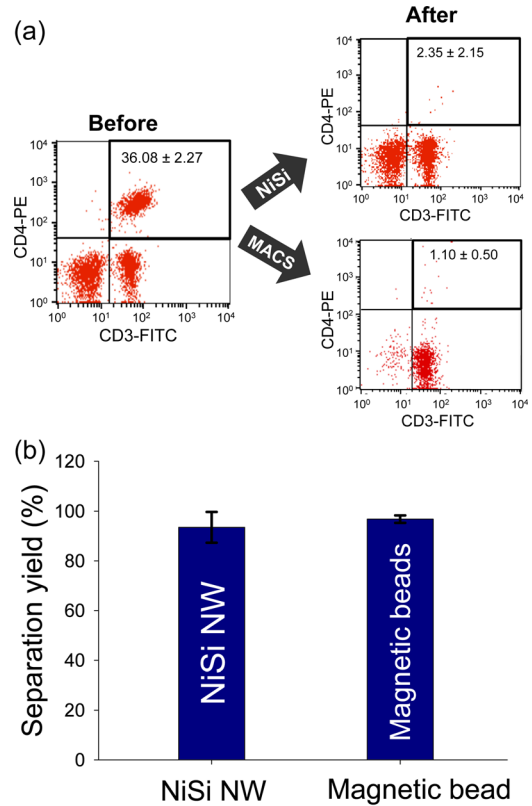 (a)
After
Before
10⁴
10³
10²
10¹
10⁰
CD4-PE
36.08 ± 2.27
10⁰ 10¹ 10² 10³ 10⁴
CD3-FITC
NiSi
MACS
10⁴
10³
10²
10¹
10⁰
CD4-PE
2.35 ± 2.15
10⁰ 10¹ 10² 10³ 10⁴
CD3-FITC
10⁴
10³
10²
10¹
10⁰
CD4-PE
1.10 ± 0.50
10⁰ 10¹ 10² 10³ 10⁴
CD3-FITC
(b)
Separation yield (%)
120
100
80
60
40
20
0
NiSi NW
Magnetic beads
NiSi NW
Magnetic bead